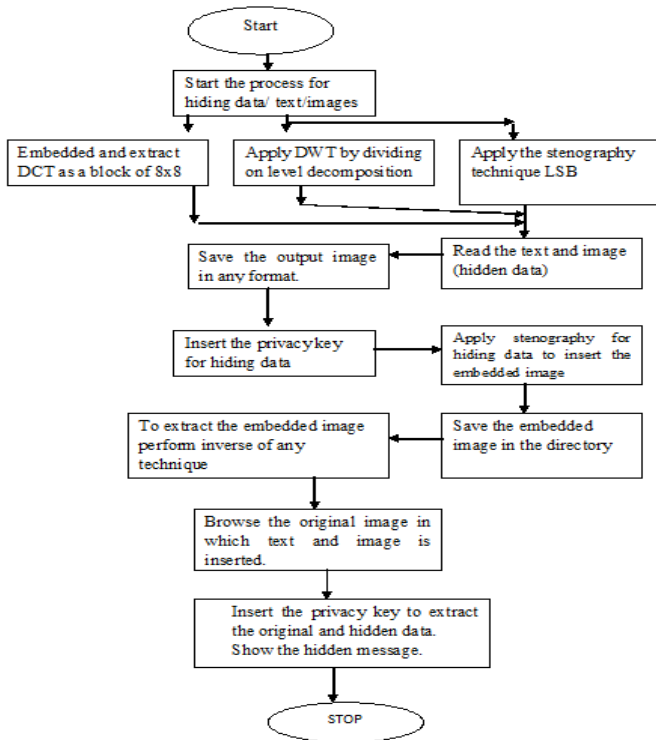 Start
Start the process for
hiding data/ text/images
Embedded and extract
DCT as a block of 8x8
Apply DWT by dividing
on level decomposition
Apply the stenography
technique LSB
Read the text and image
(hidden data)
Save the output image
in any format.
Insert the privacy key
for hiding data
Apply stenography for
hiding data to insert the
embedded image
Save the embedded
image in the directory
To extract the embedded image
perform inverse of any
technique
Browse the original image in
which text and image is
inserted.
Insert the privacy key to extract
the original and hidden data.
Show the hidden message.
STOP